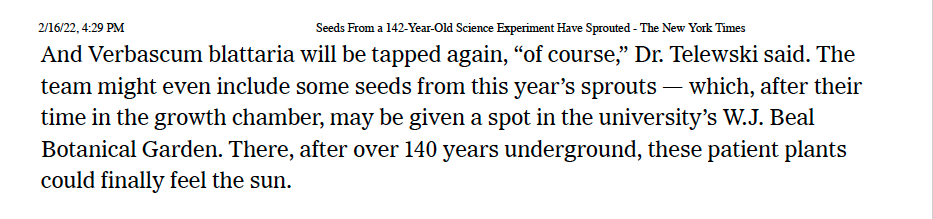 2/16/22, 4:29 PM Seeds From a 142-Year-Old Science Experiment Have Sprouted - The New York Times
And Verbascum blattaria will be tapped again, “of course,” Dr. Telewski said. The
team might even include some seeds from this year’s sprouts — which, after their
time in the growth chamber, may be given a spot in the university’s W.J. Beal
Botanical Garden. There, after over 140 years underground, these patient plants
could finally feel the sun.